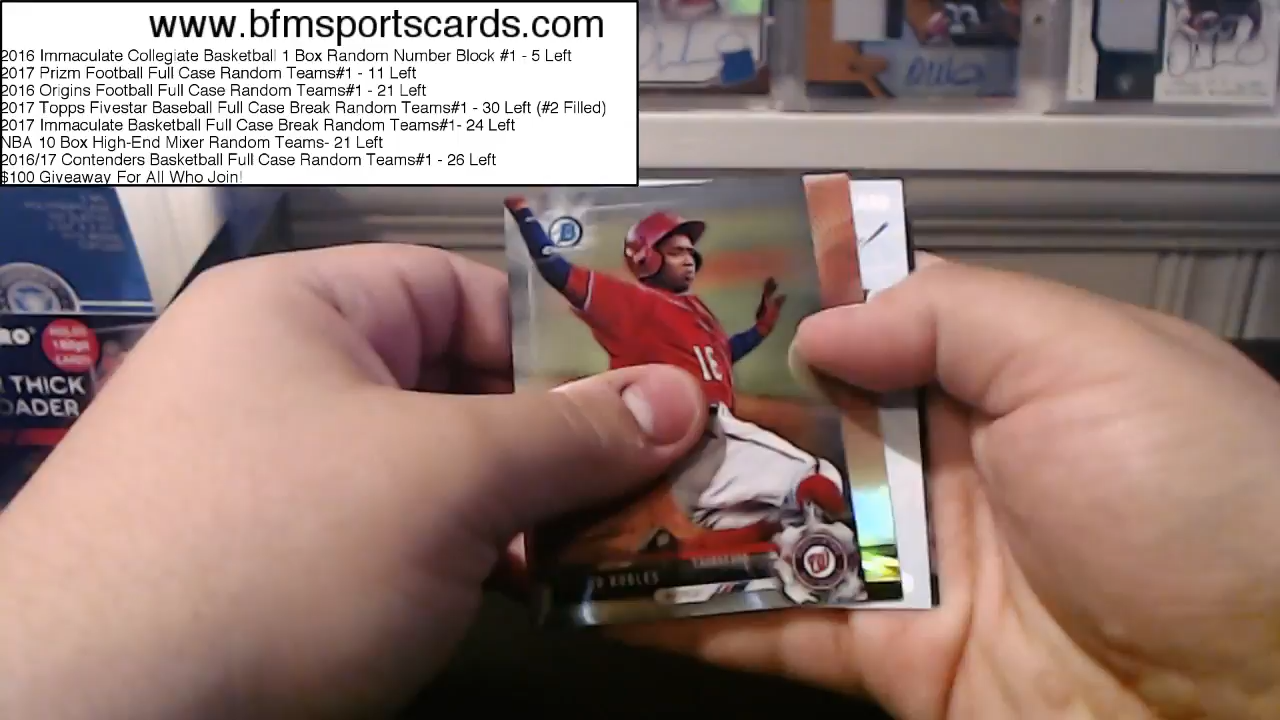 www.bfmsportscards.com
2016 Immaculate Collegiate Basketball 1 Box Random Number Block #1 - 5 Left
2017 Prizm Football Full Case Random Teams#1 - 11 Left
2016 Origins Football Full Case Random Teams#1 - 21 Left
2017 Topps Fivestar Baseball Full Case Break Random Teams#1 - 30 Left (#2 Filled)
2017 Immaculate Basketball Full Case Break Random Teams#1- 24 Left
NBA 10 Box High-End Mixer Random Teams- 21 Left
2016/17 Contenders Basketball Full Case Random Teams#1 - 26 Left
$100 Giveaway For All Who Join!
THICK
OADER
16
ROBLES